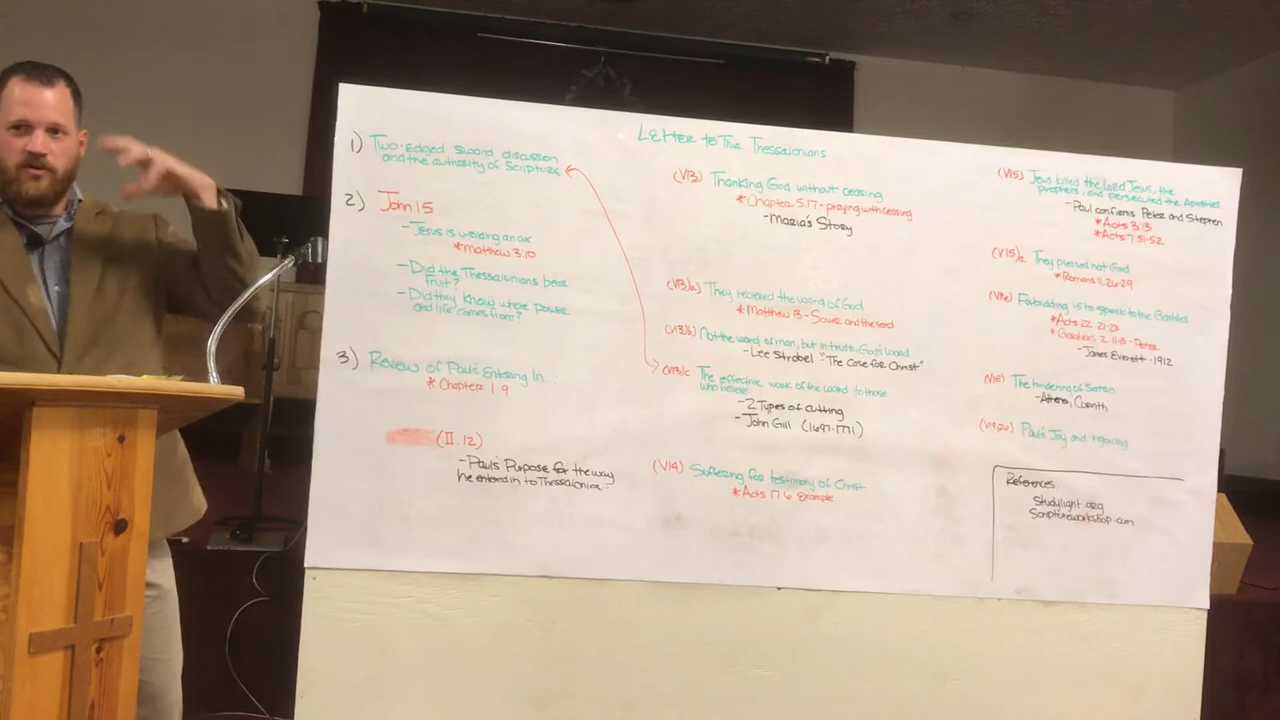 Letter to The Thessalonians
1) Two-edged sword discussion
and the authority of Scripture
2) John 15
- Jesus is weilding an ax
* Matthew 3:10
- Did the Thessalonians bear
fruit?
- Did they know where power
and life comes from?
3) Review of Paul's Entering In...
* Chapter 1:9
(II.12)
- Paul's Purpose for the way
he entered in to Thessalonica.
(V13) Thanking God without ceasing
* Chapter 5:17 - praying with ceasing
- Maria's Story
(V13)a) They recieved the word of God
* Matthew 13 - Sower and the seed
(V13)b) Not the word of man, but in truth, God's word
- Lee Strobel "The Case for Christ"
(V13)c The effective work of the word to those
who believe.
- 2 Types of cutting
- John Gill (1697-1771)
(V14) Suffering for testimony of Christ
* Acts 17:6 Example
(V15) Jews killed the Lord Jesus, the
prophets, and persecuted the Apostles
- Paul confirms Peter and Stephen
* Acts 3:13
* Acts 7:51-52
(V15)a They pleased not God
* Romans 11:26-29
(V16) Forbidding us to speak to the Gentiles
* Acts 22:21-23
* Galatians 2:11-13 - Peter
- James Everett - 1912
(V18) The hindering of Satan
- Athens, Corinth
(V19,20) Paul's Joy and rejoicing
References
studylight.org
Scriptureworkshop.com